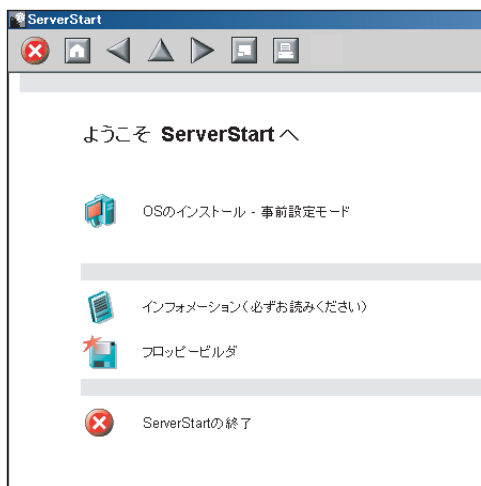 ServerStart
ようこそ ServerStart へ
OSのインストール - 事前設定モード
インフォメーション(必ずお読みください)
フロッピービルダ
ServerStartの終了